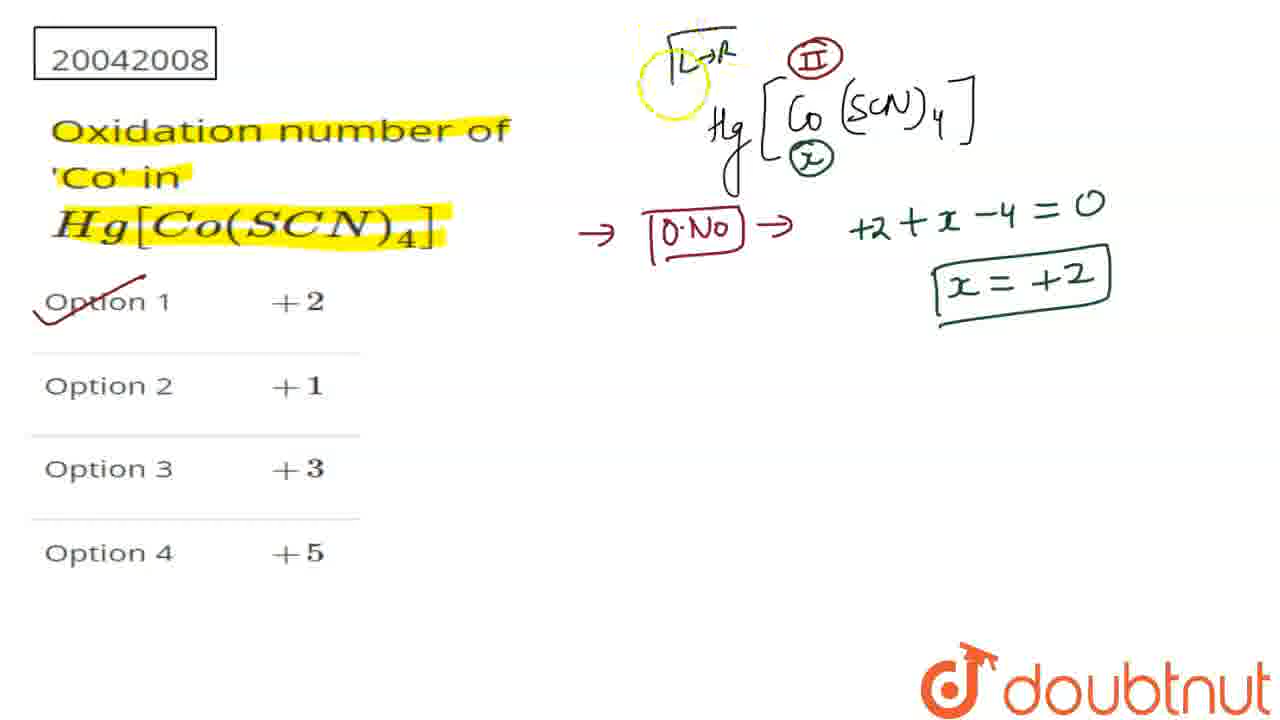 20042008
Oxidation number of
'Co' in
Hg[Co(SCN)₄]
Option 1 +2
Option 2 +1
Option 3 +3
Option 4 +5
L→R
II
Hg[Co(SCN)₄]
x
→ O.No → +2+x-4=0
x=+2
doubtnut